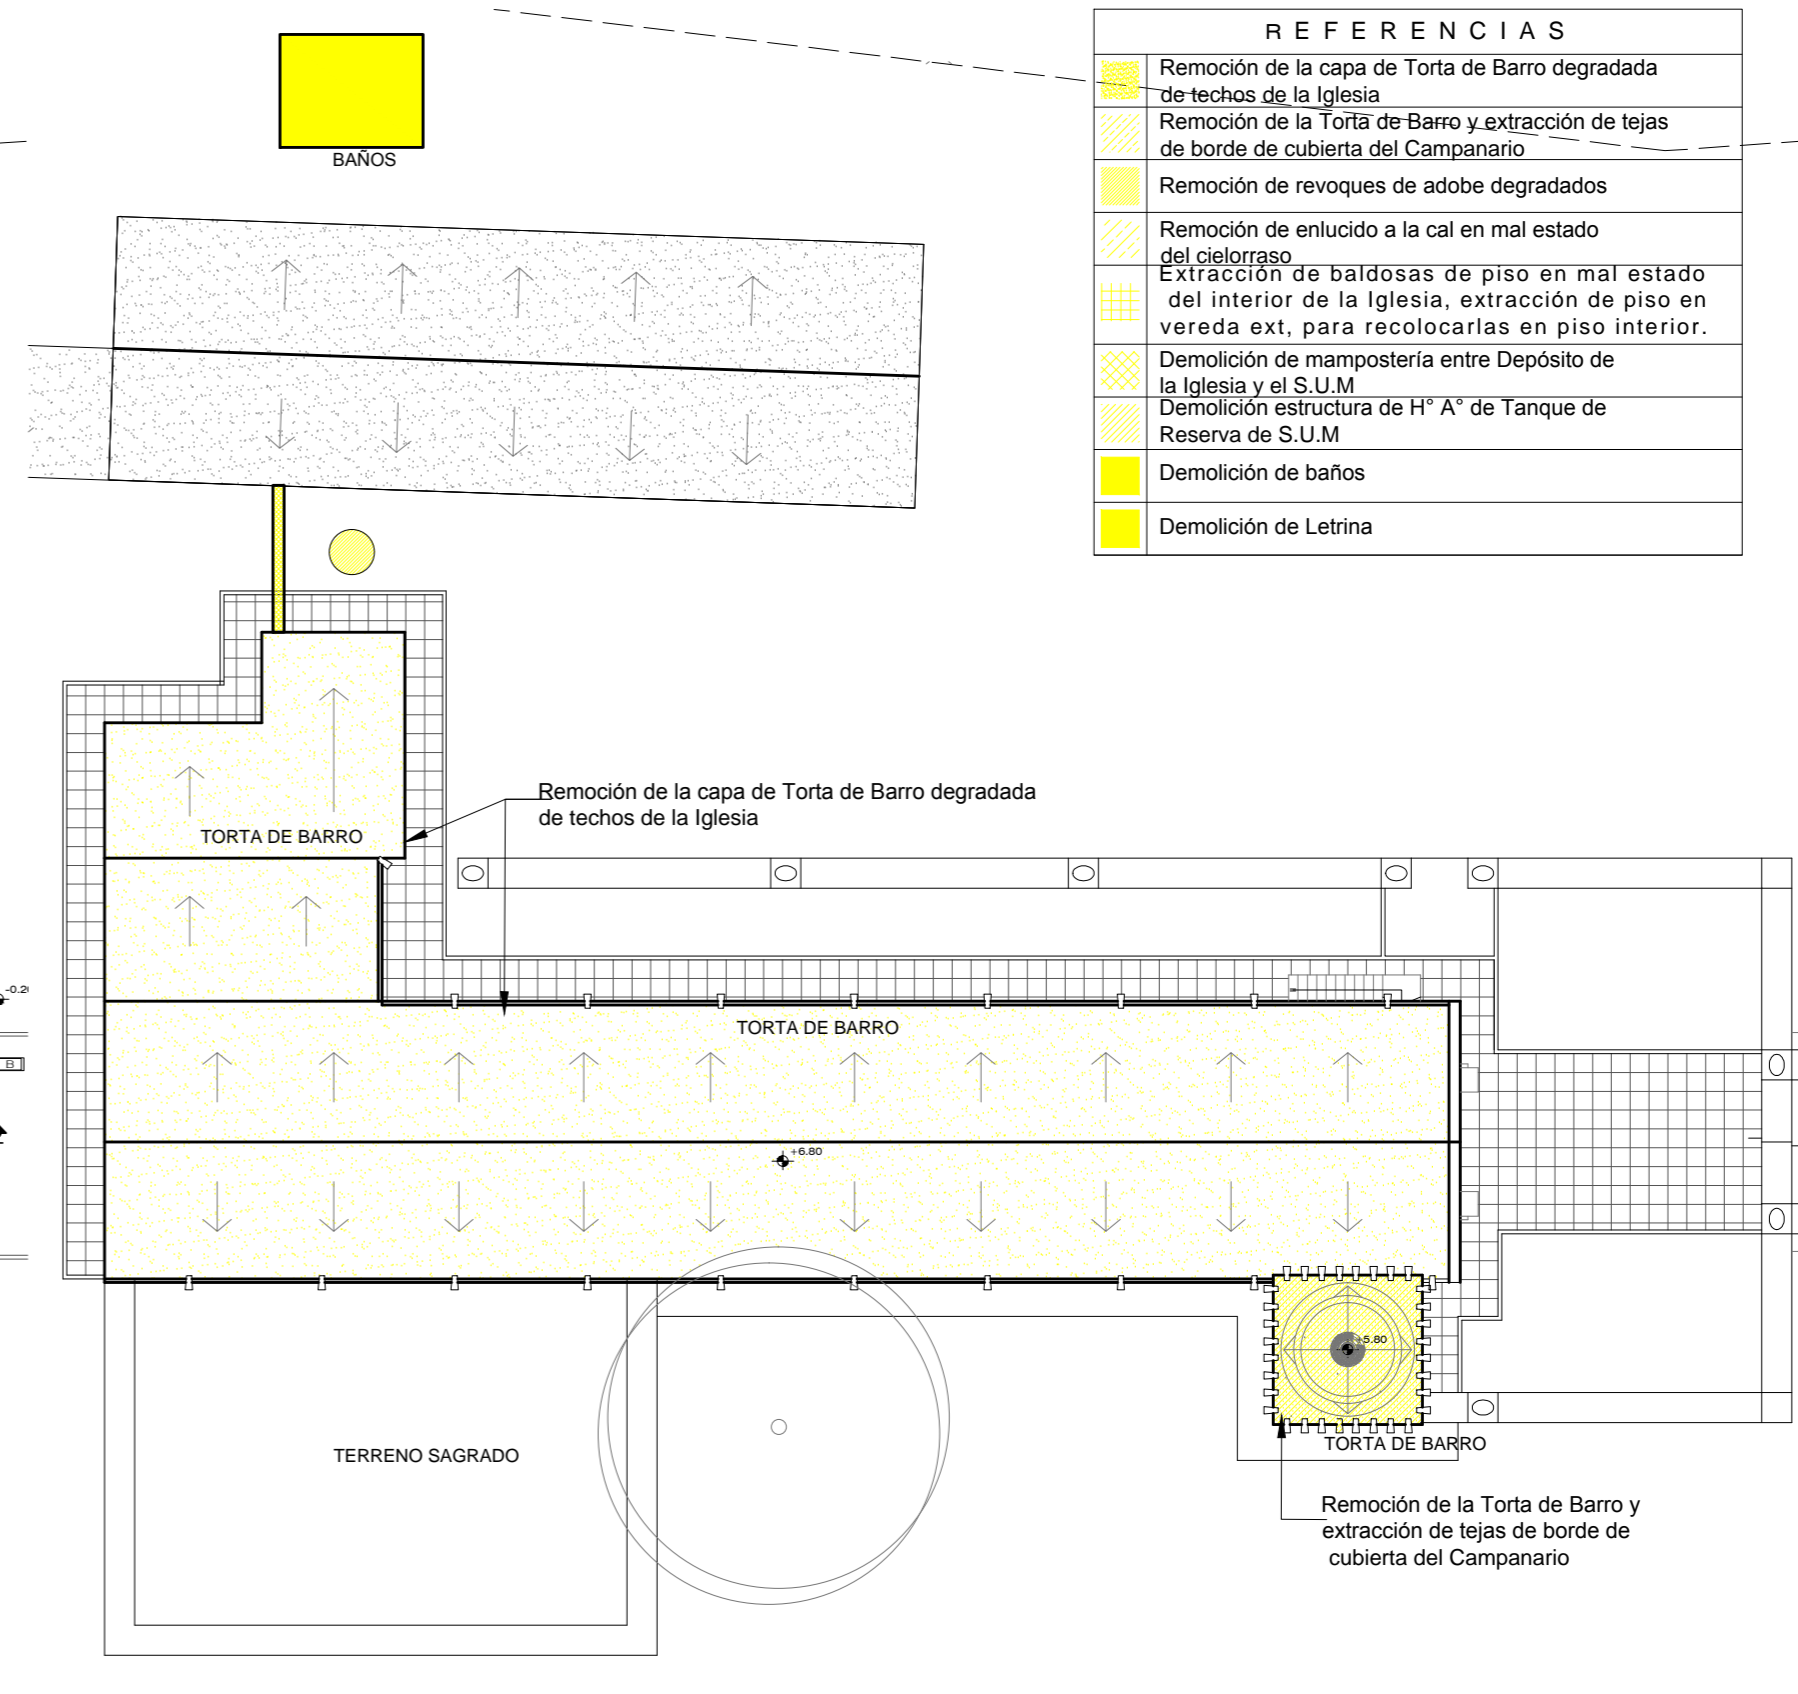 R E F E R E N C I A S
Remoción de la capa de Torta de Barro degradada
de techos de la Iglesia
Remoción de la Torta de Barro y extracción de tejas
de borde de cubierta del Campanario
Remoción de revoques de adobe degradados
Remoción de enlucido a la cal en mal estado
del cielorraso
Extracción de baldosas de piso en mal estado
del interior de la Iglesia, extracción de piso en
vereda ext, para recolocarlas en piso interior.
Demolición de mampostería entre Depósito de
la Iglesia y el S.U.M
Demolición estructura de H° A° de Tanque de
Reserva de S.U.M
Demolición de baños
Demolición de Letrina
BAÑOS
Remoción de la capa de Torta de Barro degradada
de techos de la Iglesia
TORTA DE BARRO
-0.20
TORTA DE BARRO
B
+6.80
+5.80
TORTA DE BARRO
TERRENO SAGRADO
Remoción de la Torta de Barro y
extracción de tejas de borde de
cubierta del Campanario